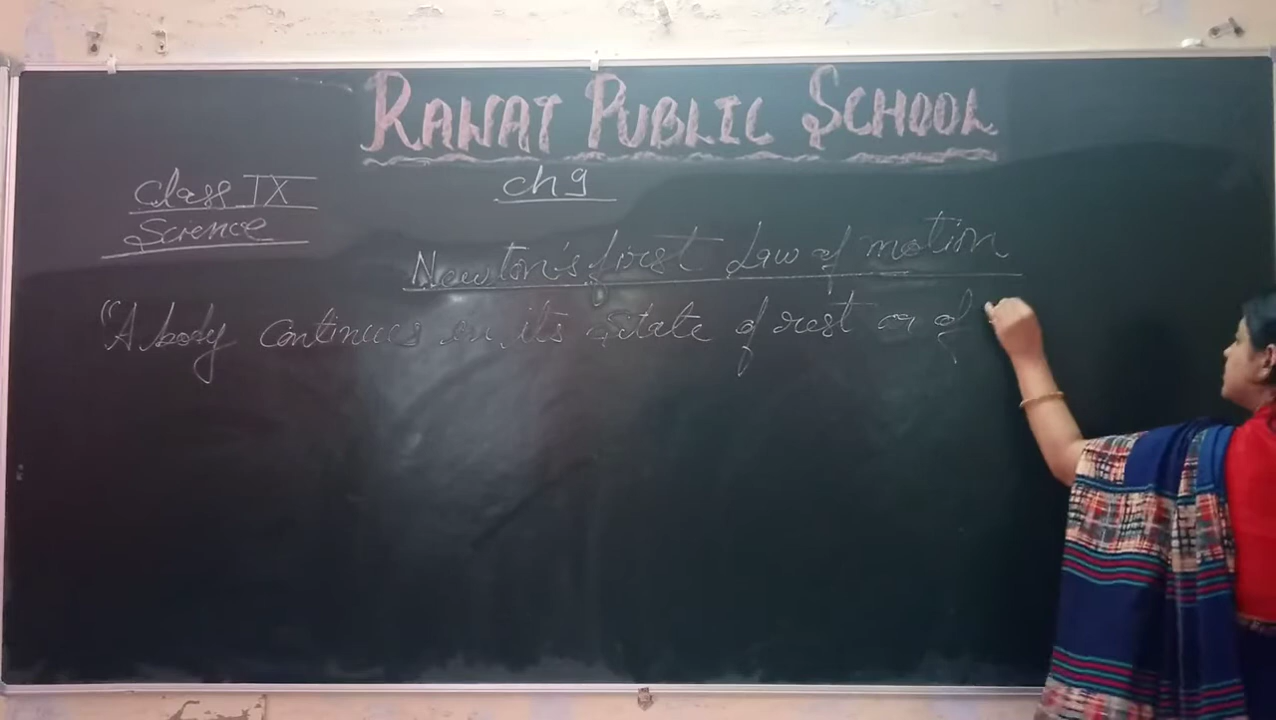 RAWAT PUBLIC SCHOOL
Class IX
ch 9
Science
Newton's first Law of motion
"A body continues in its state of rest or of